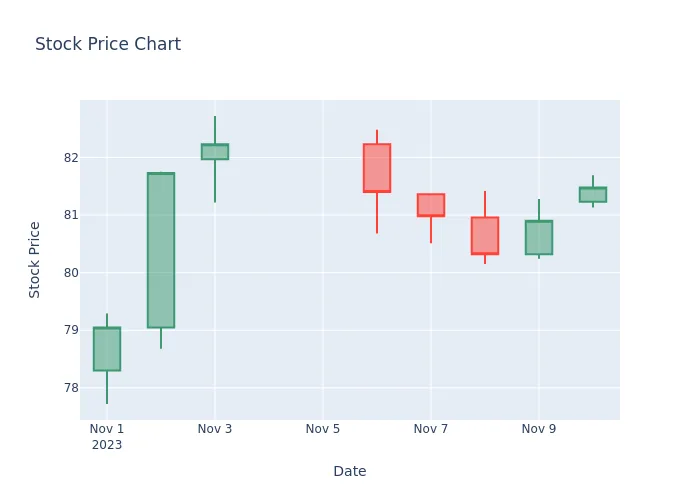 Stock Price Chart
Stock Price
82
81
80
79
78
Nov 1
2023
Nov 3
Nov 5
Nov 7
Nov 9
Date